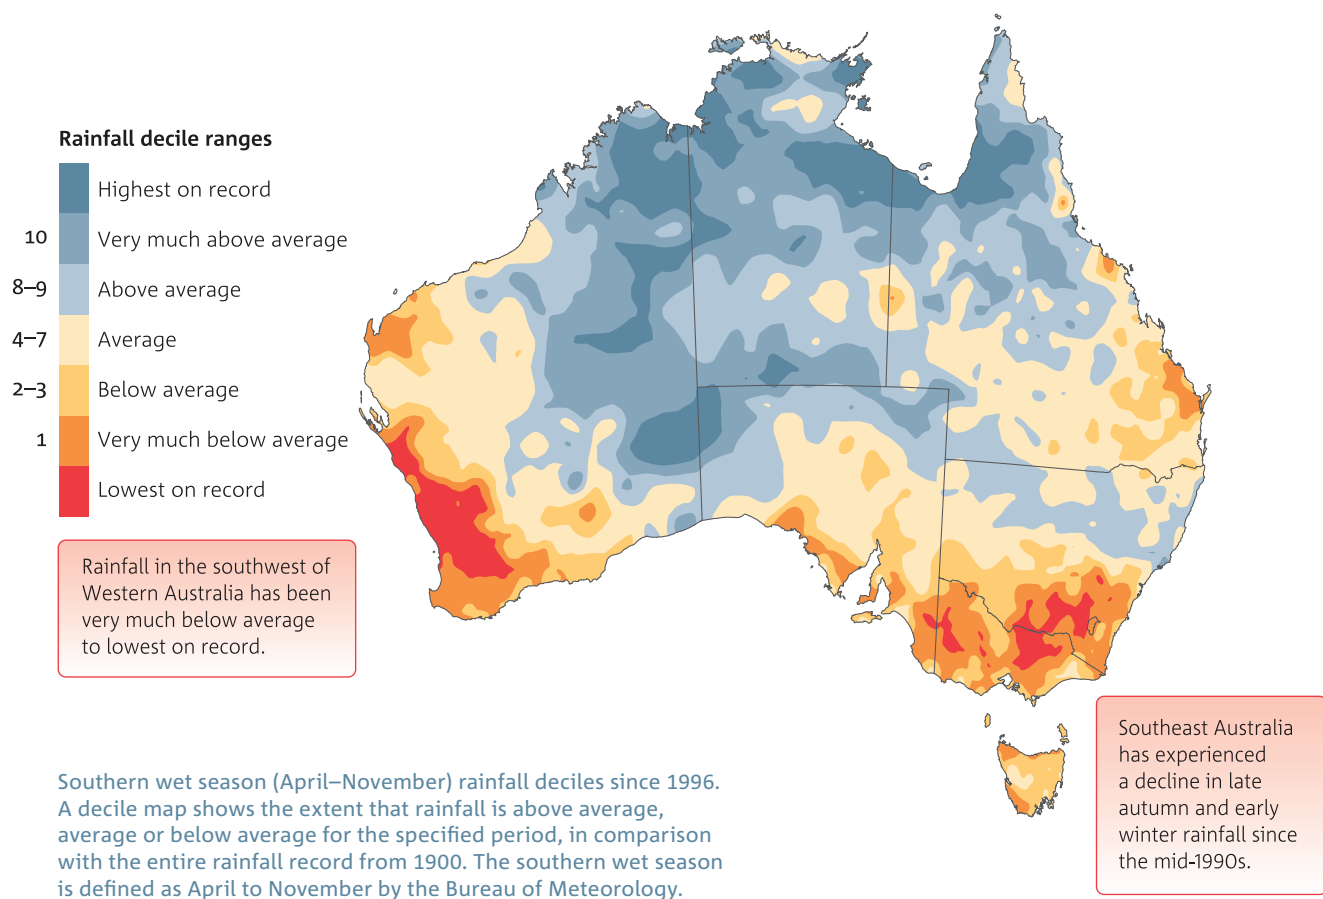 Rainfall decile ranges
Highest on record
10 Very much above average
8–9 Above average
4–7 Average
2–3 Below average
1 Very much below average
Lowest on record
Rainfall in the southwest of
Western Australia has been
very much below average
to lowest on record.
Southeast Australia
has experienced
a decline in late
autumn and early
winter rainfall since
the mid-1990s.
Southern wet season (April–November) rainfall deciles since 1996.
A decile map shows the extent that rainfall is above average,
average or below average for the specified period, in comparison
with the entire rainfall record from 1900. The southern wet season
is defined as April to November by the Bureau of Meteorology.